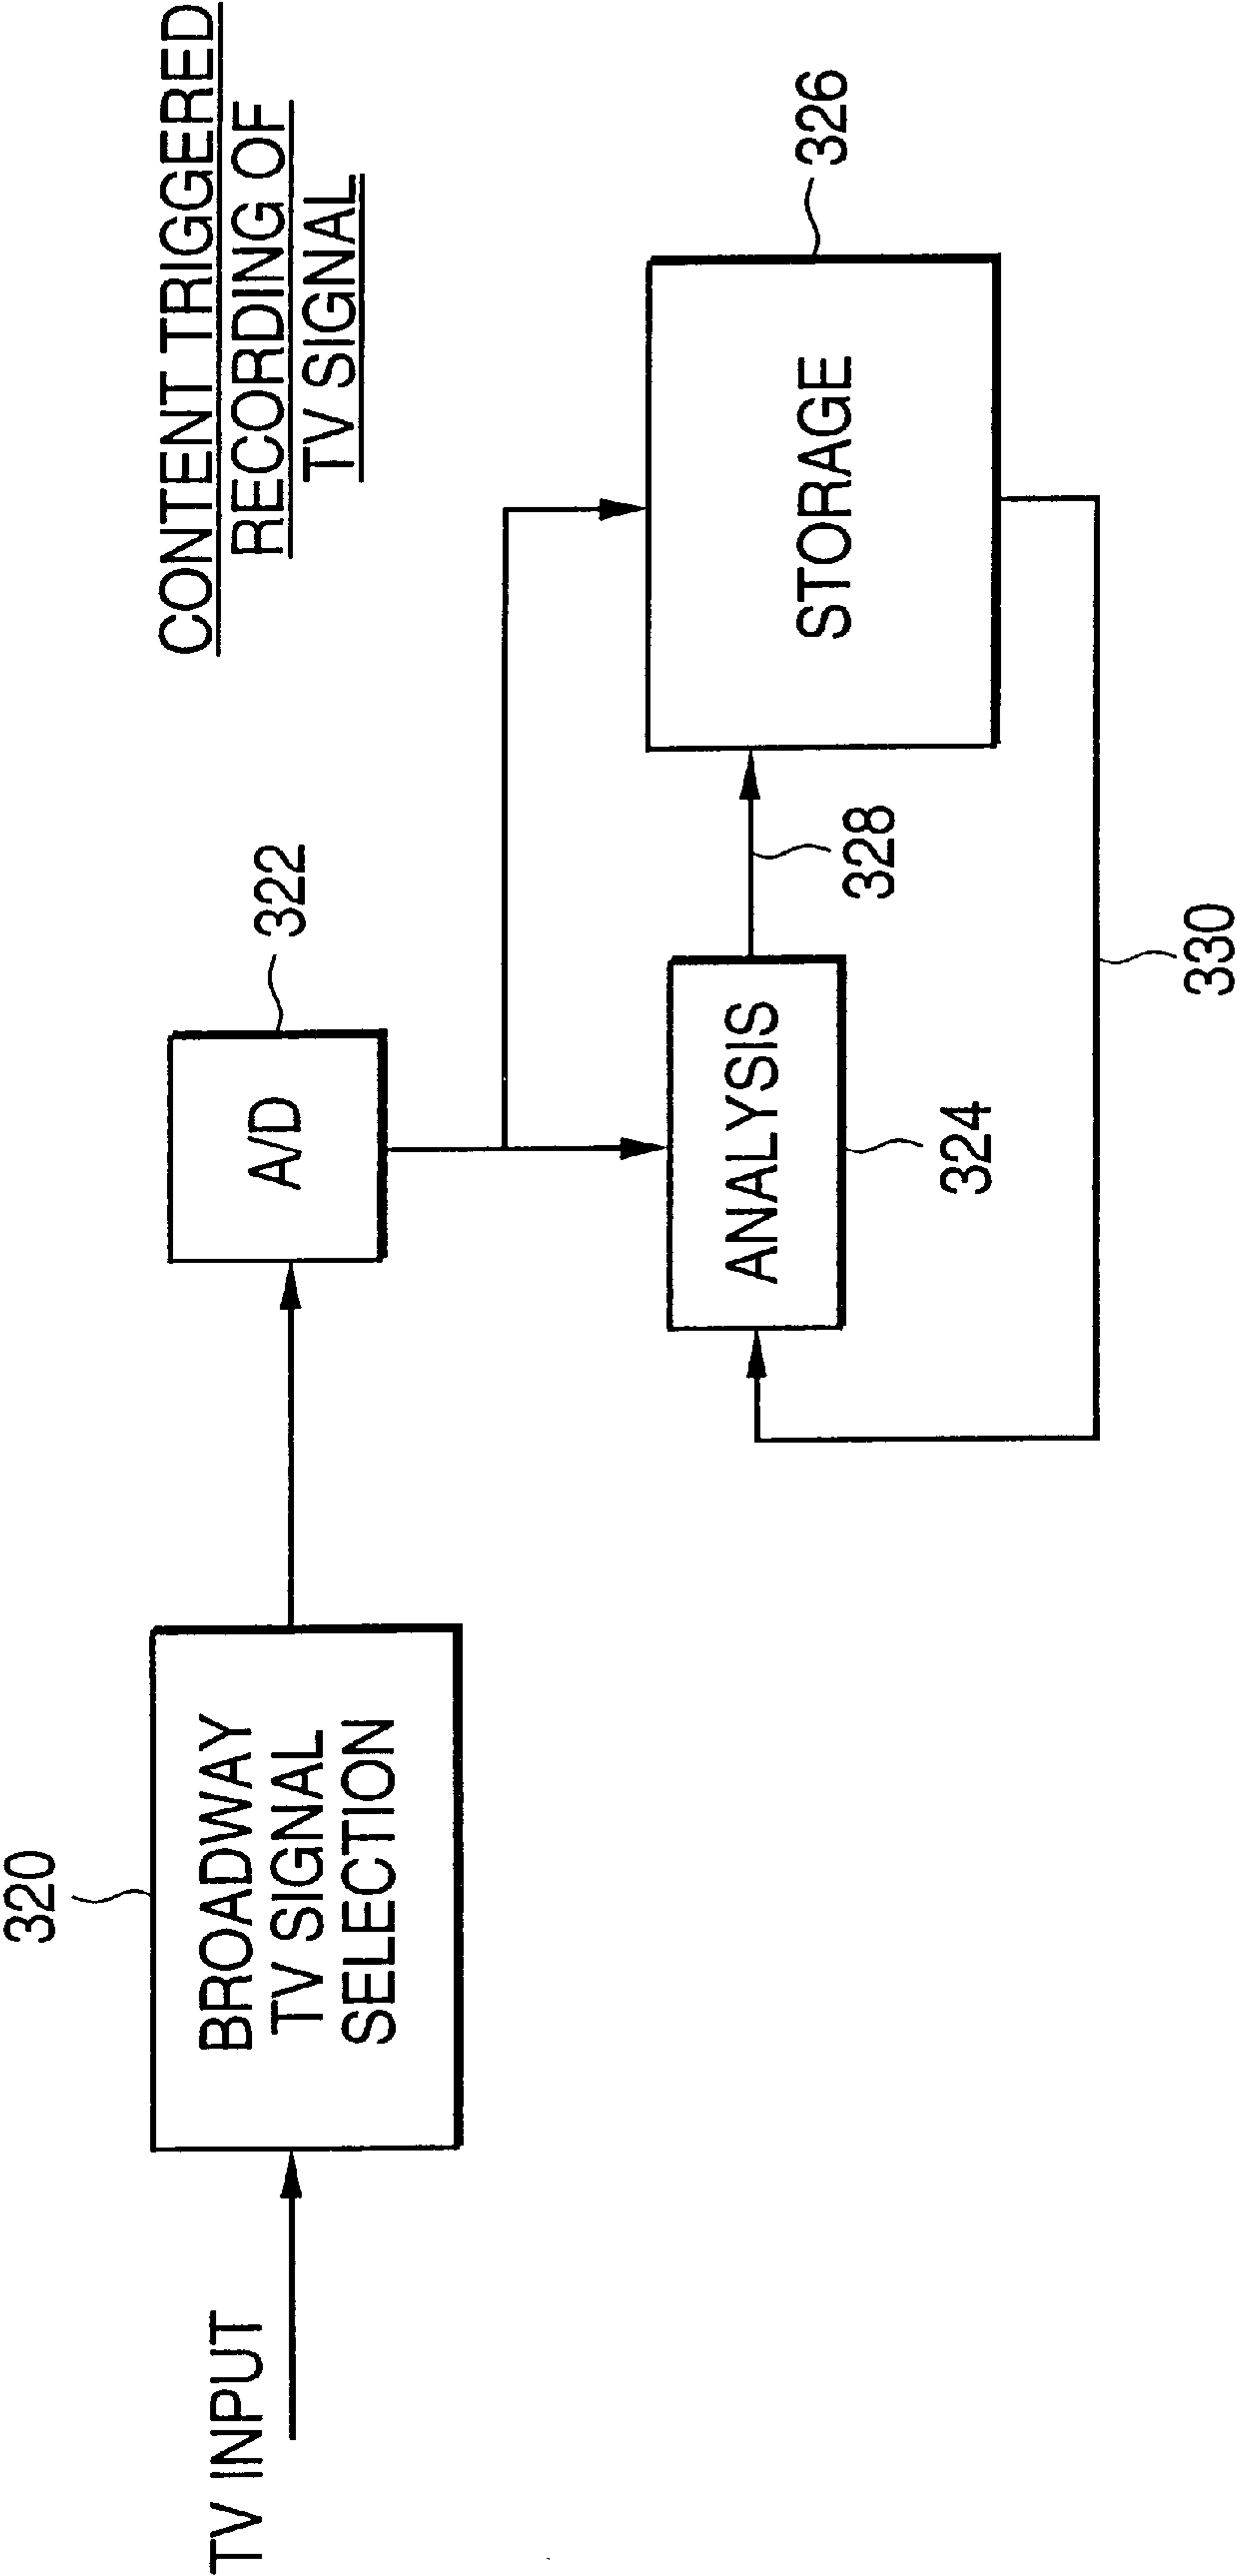 CONTENT TRIGGERED
RECORDING OF
TV SIGNAL
TV INPUT
320
BROADWAY
TV SIGNAL
SELECTION
A/D
322
ANALYSIS
324
328
STORAGE
326
330